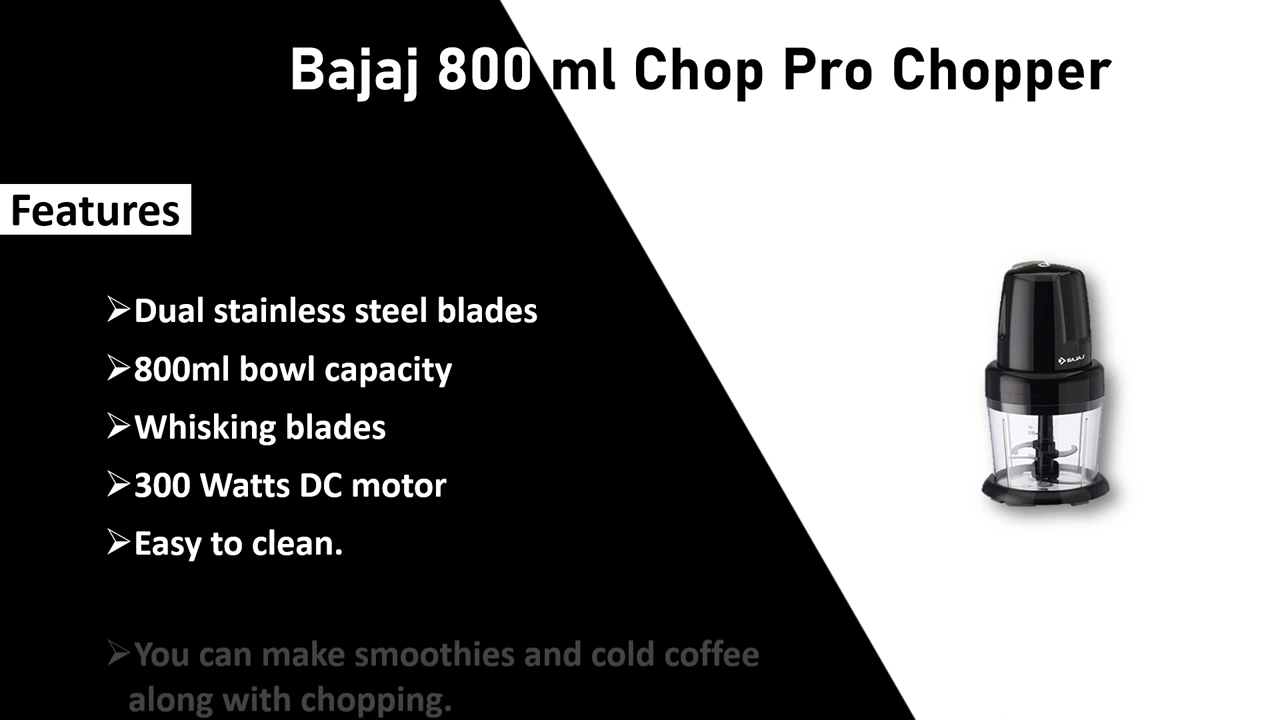 Bajaj 800 ml Chop Pro Chopper
Features
➢Dual stainless steel blades
➢800ml bowl capacity
➢Whisking blades
➢300 Watts DC motor
➢Easy to clean.
BAJAJ
➢You can make smoothies and cold coffee
along with chopping.